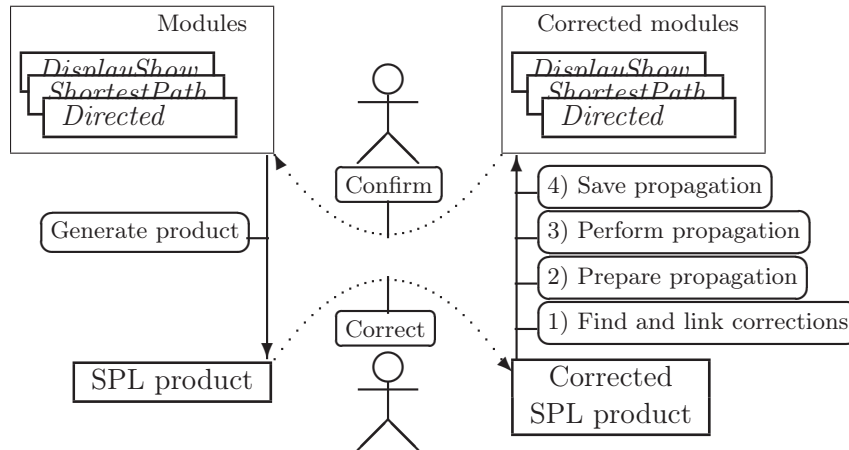 Modules
DisplayShow
ShortestPath
Directed
Corrected modules
DisplayShow
ShortestPath
Directed
Confirm
Generate product
4) Save propagation
3) Perform propagation
2) Prepare propagation
1) Find and link corrections
Correct
SPL product
Corrected
SPL product